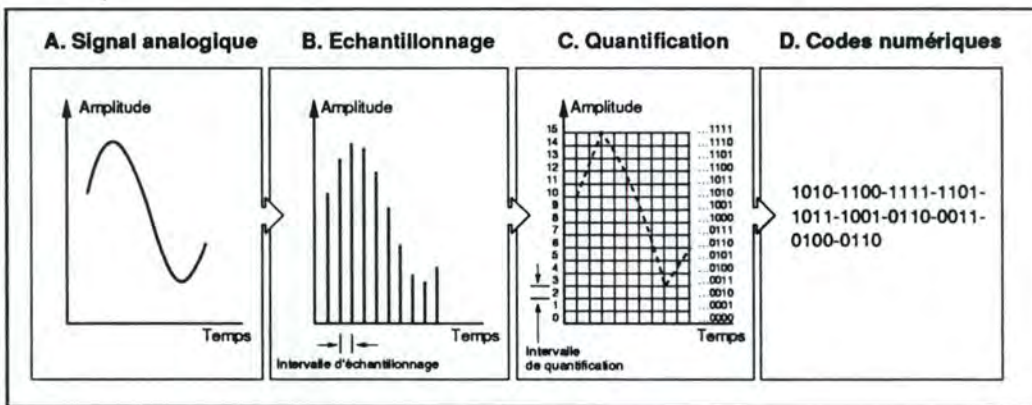 A. Signal analogique
B. Echantillonnage
C. Quantification
D. Codes numériques
Amplitude
Temps
Amplitude
Temps
Intervalle d'échantillonnage
Amplitude
15
14
13
12
11
10
9
8
7
6
5
4
3
2
1
0
...1111
...1110
...1101
...1100
...1011
...1010
...1001
...1000
...0111
...0110
...0101
...0100
...0011
...0010
...0001
...0000
Temps
Intervalle
de quantification
1010-1100-1111-1101-
1011-1001-0110-0011-
0100-0110